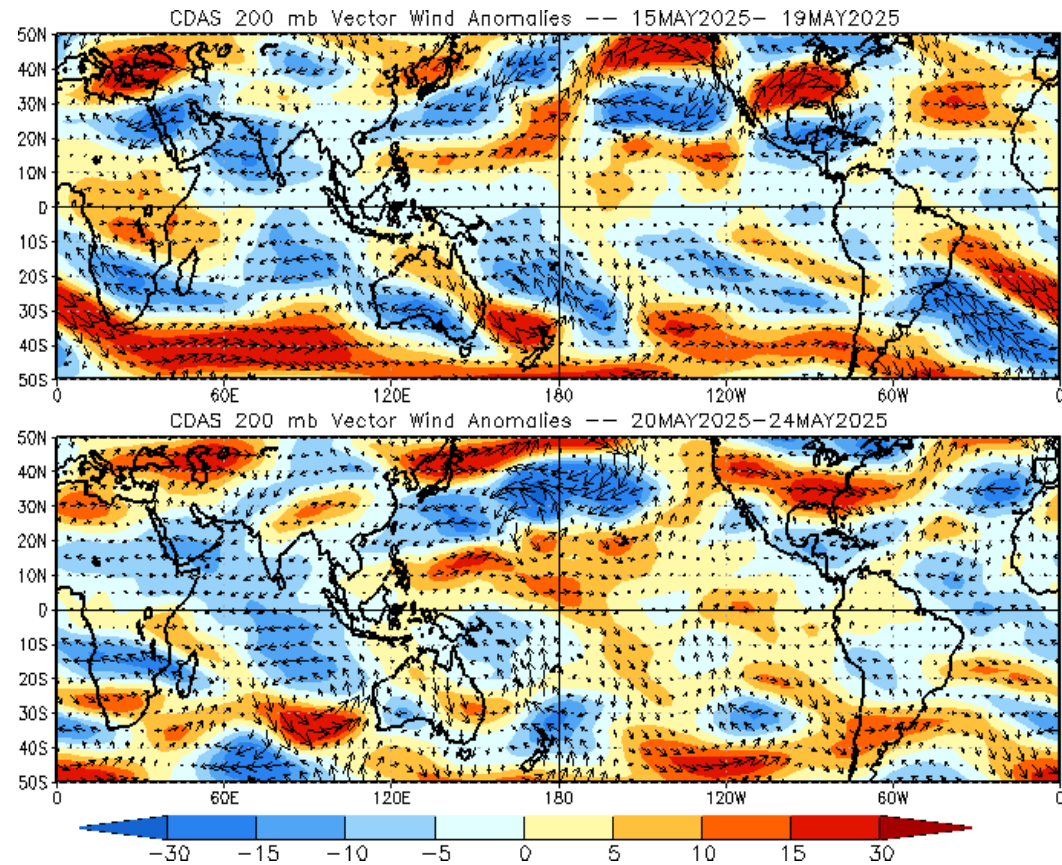 CDAS 200 mb Vector Wind Anomalies -- 15MAY2025- 19MAY2025
50N
40N
30N
20N
10N
0
10S
20S
30S
40S
50S
0 60E 120E 180 120W 60W 0
CDAS 200 mb Vector Wind Anomalies -- 20MAY2025-24MAY2025
50N
40N
30N
20N
10N
0
10S
20S
30S
40S
50S
0 60E 120E 180 120W 60W 0
-30 -15 -10 -5 0 5 10 15 30